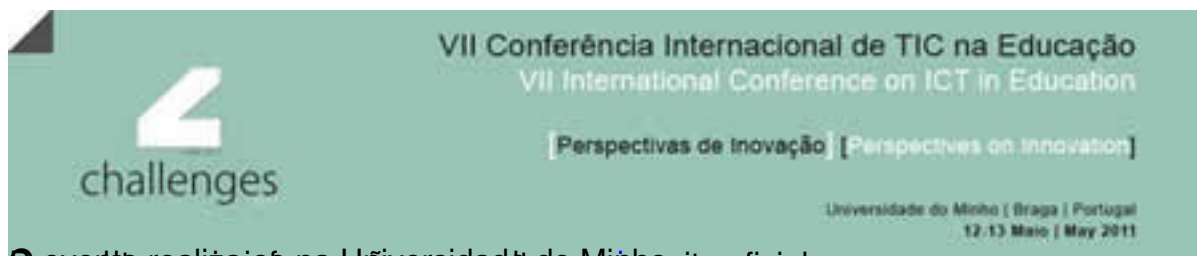 VII Conferência Internacional de TIC na Educação
VII International Conference on ICT in Education
[Perspectivas de Inovação] [Perspectives on Innovation]
challenges
Universidade do Minho | Braga | Portugal
12.13 Maio | May 2011